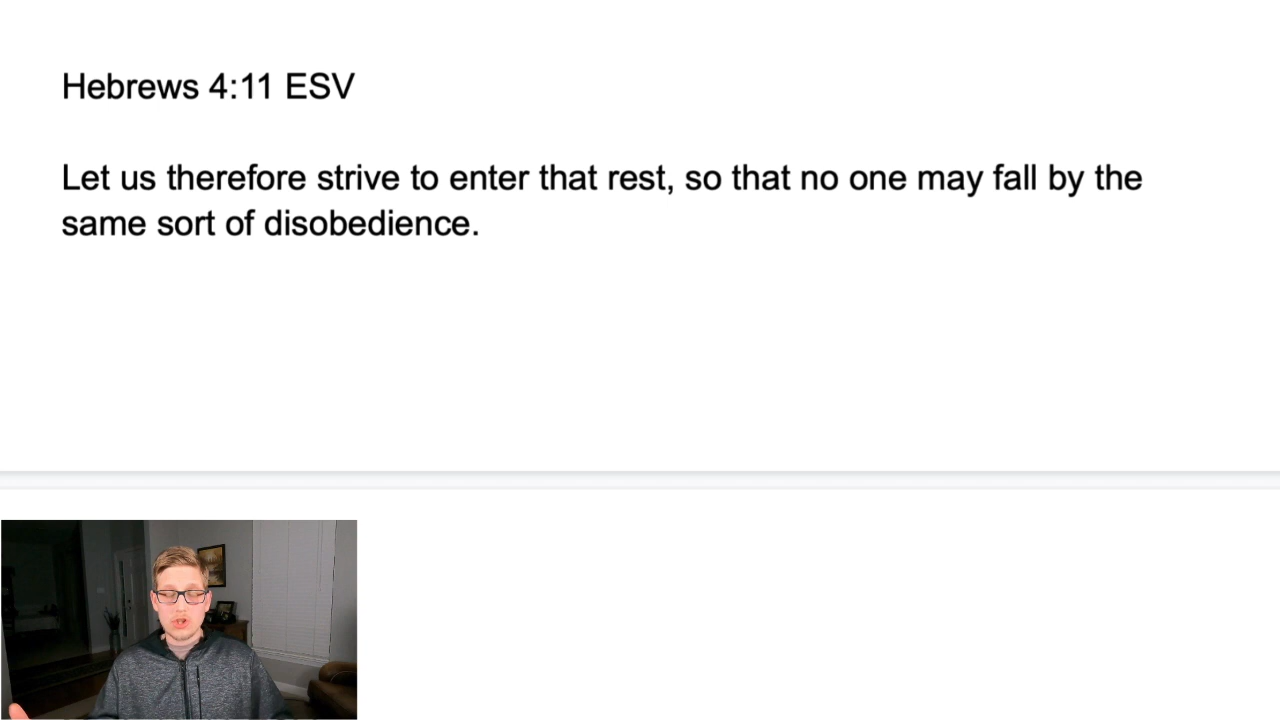 Hebrews 4:11 ESV
Let us therefore strive to enter that rest, so that no one may fall by the
same sort of disobedience.